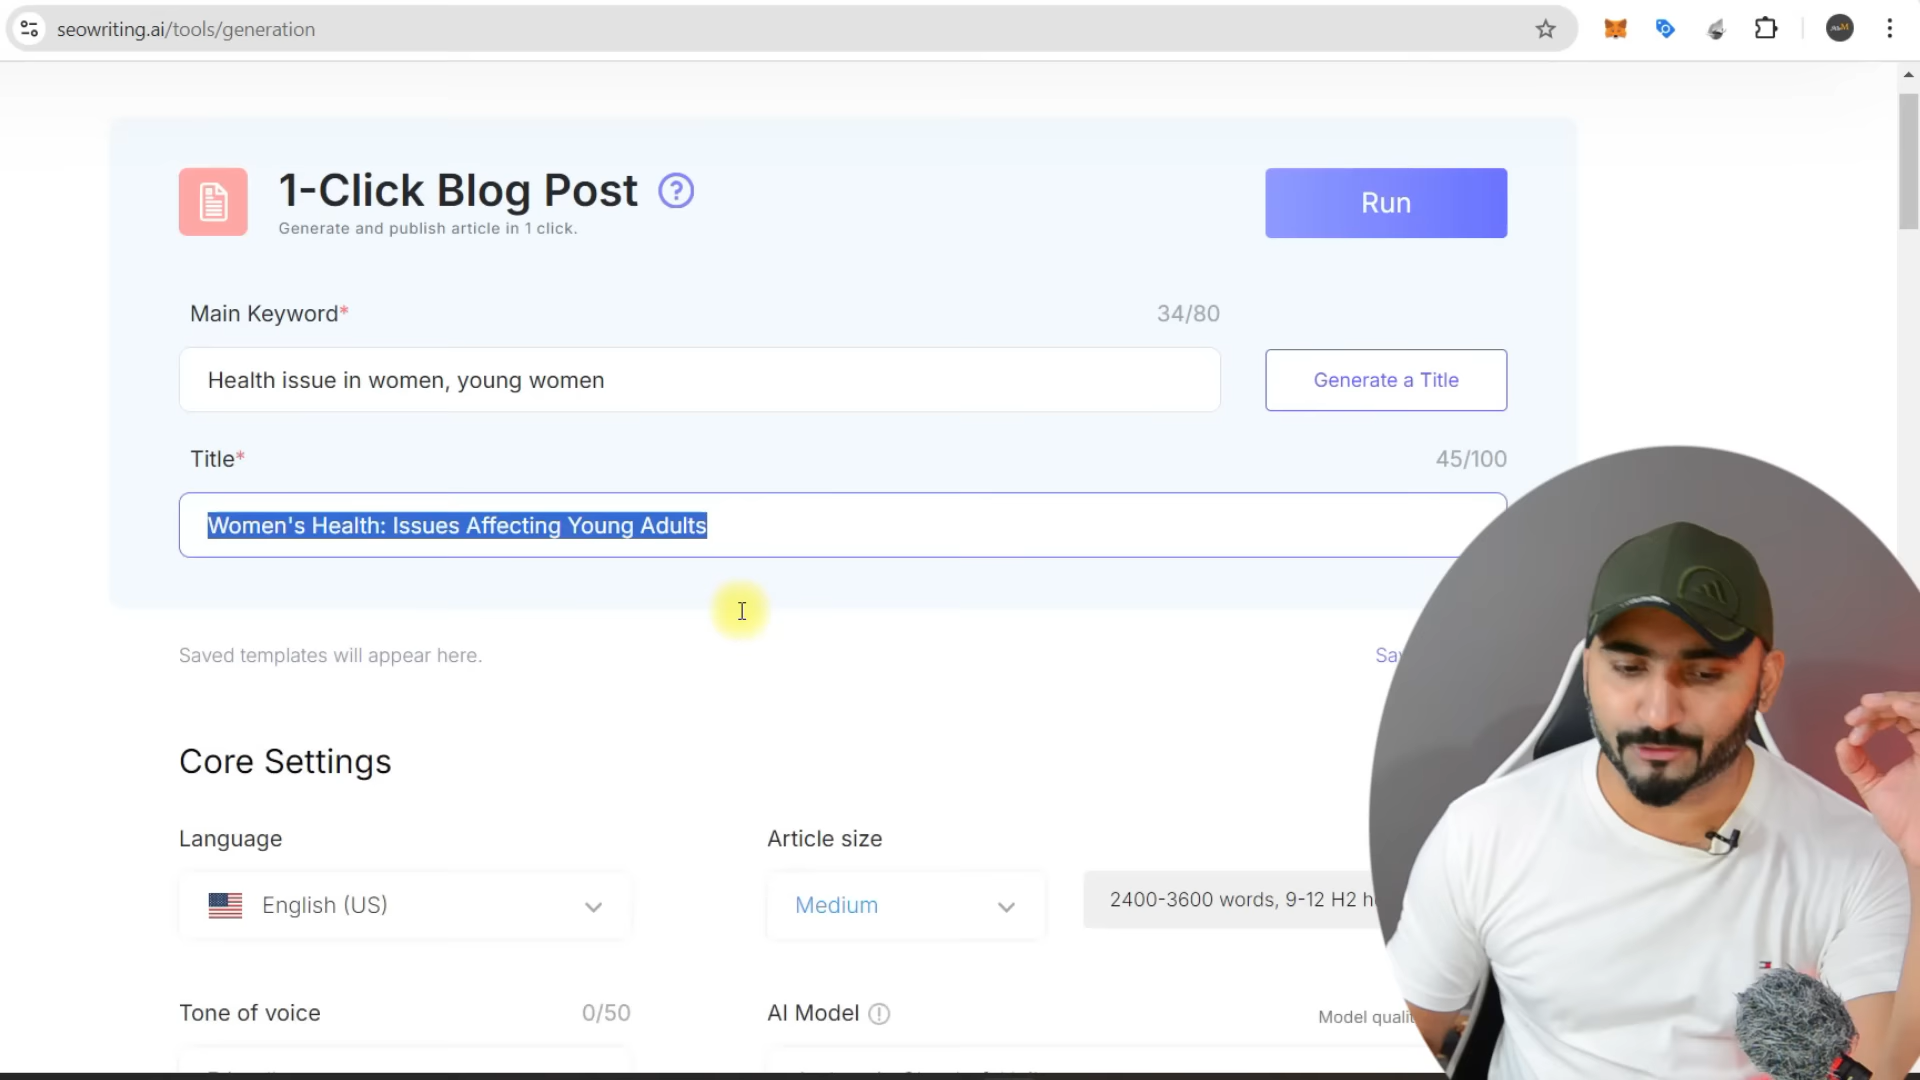 seowriting.ai/tools/generation
1-Click Blog Post ?
Run
Generate and publish article in 1 click.
Main Keyword*
34/80
Health issue in women, young women
Generate a Title
Title*
45/100
Women's Health: Issues Affecting Young Adults
Saved templates will appear here.
Core Settings
Language
Article size
English (US)
Medium
2400-3600 words, 9-12 H2
Tone of voice
0/50
AI Model
Model